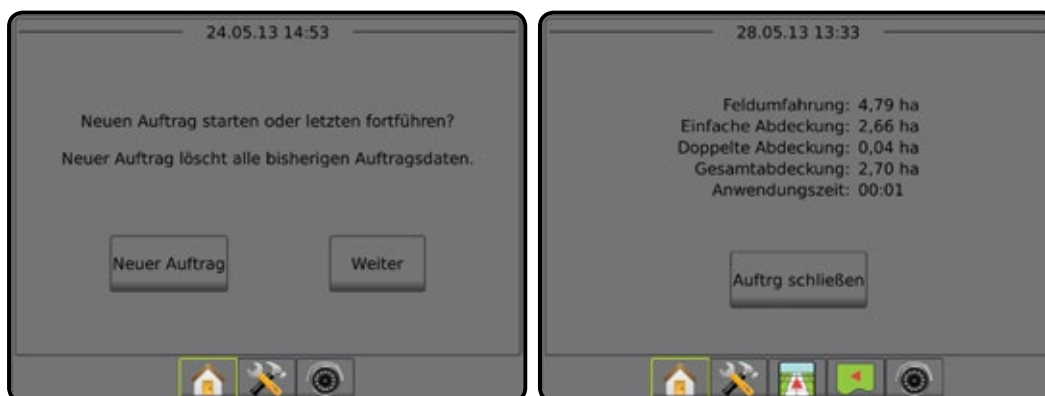 24.05.13 14:53
Neuen Auftrag starten oder letzten fortführen?
Neuer Auftrag löscht alle bisherigen Auftragsdaten.
Neuer Auftrag
Weiter
28.05.13 13:33
Feldumfahrung: 4,79 ha
Einfache Abdeckung: 2,66 ha
Doppelte Abdeckung: 0,04 ha
Gesamtabdeckung: 2,70 ha
Anwendungszeit: 00:01
Auftrg schließen